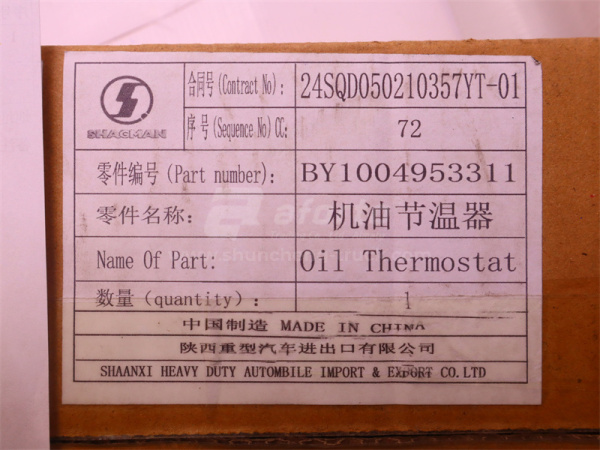 SHACMAN
合同号(Contract No): 24SQD050210357YT-01
序号(Sequence No)CC: 72
零件编号(Part number): BY1004953311
零件名称: 机油节温器
Name Of Part: Oil Thermostat
数量(quantity): 1
中国制造 MADE IN CHINA
陕西重型汽车进出口有限公司
SHAANXI HEAVY DUTY AUTOMBILE IMPORT & EXPORT CO.LTD